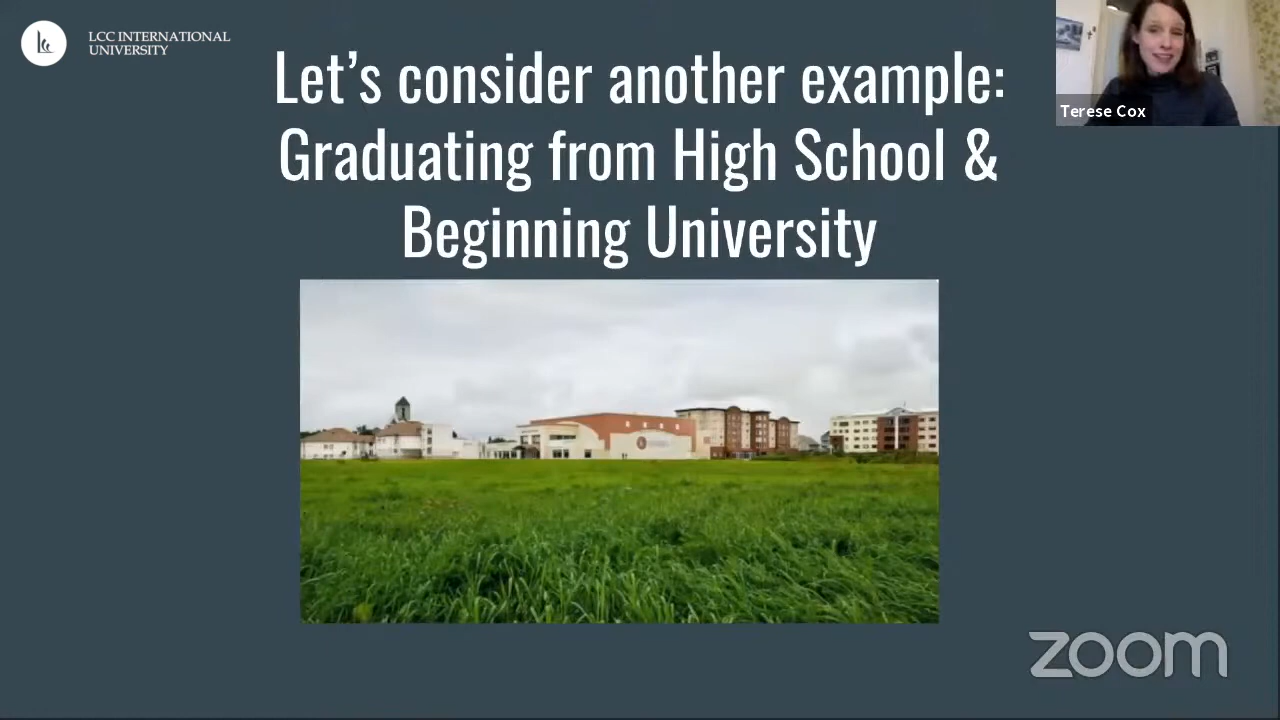 LCC INTERNATIONAL
UNIVERSITY
Let's consider another example:
Graduating from High School &
Beginning University
Terese Cox
zoom